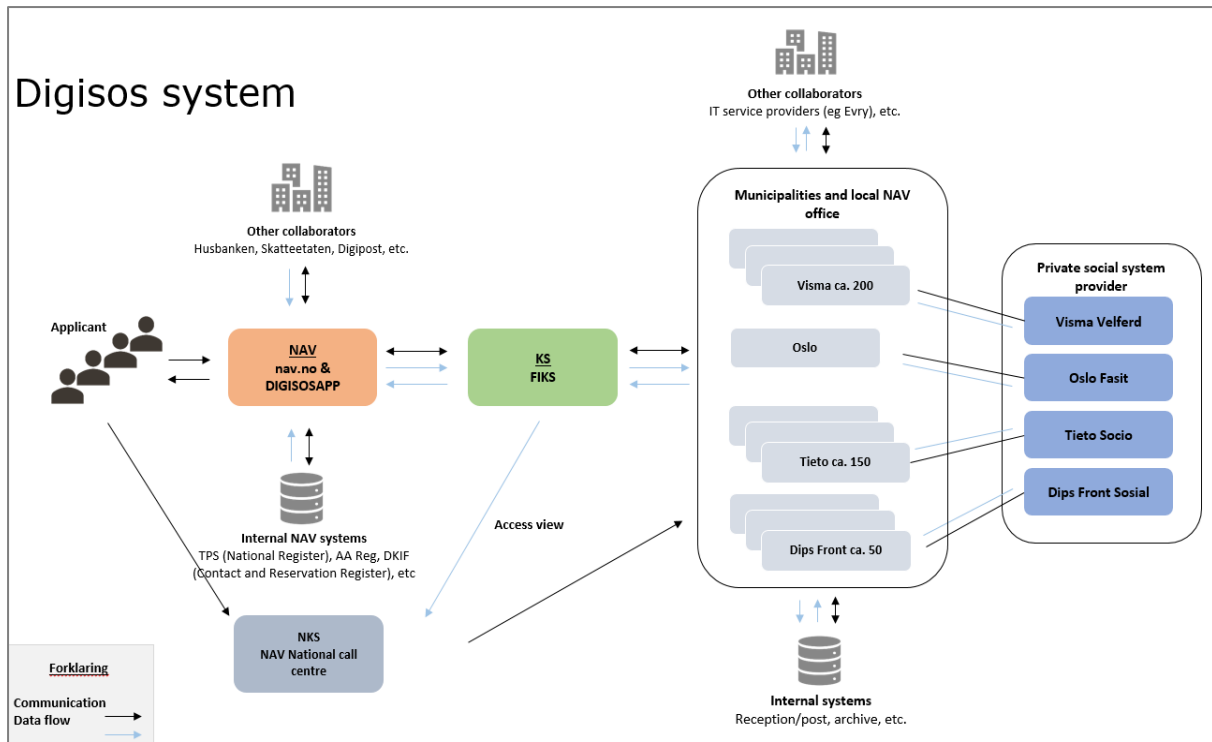 Digisos system
Other collaborators
IT service providers (eg Evry), etc.
Other collaborators
Husbanken, Skatteetaten, Digipost, etc.
Municipalities and local NAV
office
Visma ca. 200
Oslo
Tieto ca. 150
Dips Front ca. 50
Private social system
provider
Visma Velferd
Oslo Fasit
Tieto Socio
Dips Front Sosial
Applicant
NAV
nav.no &
DIGISOSAPP
KS
FIKS
Internal NAV systems
TPS (National Register), AA Reg, DKIF
(Contact and Reservation Register), etc
Access view
NKS
NAV National call
centre
Internal systems
Reception/post, archive, etc.
Forklaring
Communication
Data flow